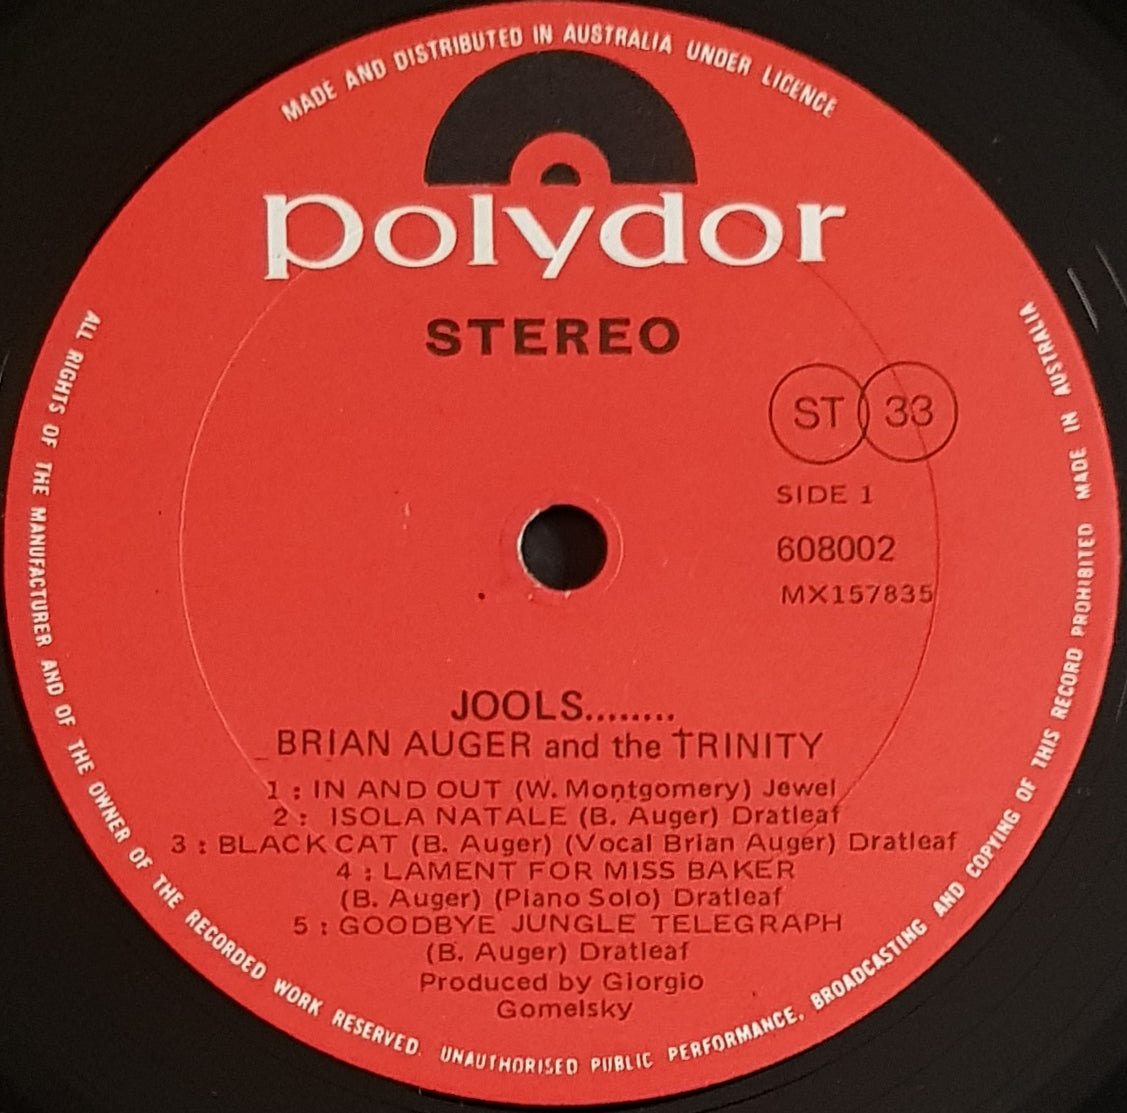 MADE AND DISTRIBUTED IN AUSTRALIA UNDER LICENCE
polydor
STEREO
ST 33
SIDE 1
608002
MX157835
JOOLS........
BRIAN AUGER and the TRINITY
1 : IN AND OUT (W. Montgomery) Jewel
2 : ISOLA NATALE (B. Auger) Dratleaf
3 : BLACK CAT (B. Auger) (Vocal Brian Auger) Dratleaf
4 : LAMENT FOR MISS BAKER
(B. Auger) (Piano Solo) Dratleaf
5 : GOODBYE JUNGLE TELEGRAPH
(B. Auger) Dratleaf
Produced by Giorgio
Gomelsky
ALL RIGHTS OF THE MANUFACTURER AND OF THE OWNER OF THE RECORDED WORK RESERVED. UNAUTHORISED PUBLIC PERFORMANCE, BROADCASTING AND COPYING OF THIS RECORD PROHIBITED MADE IN AUSTRALIA